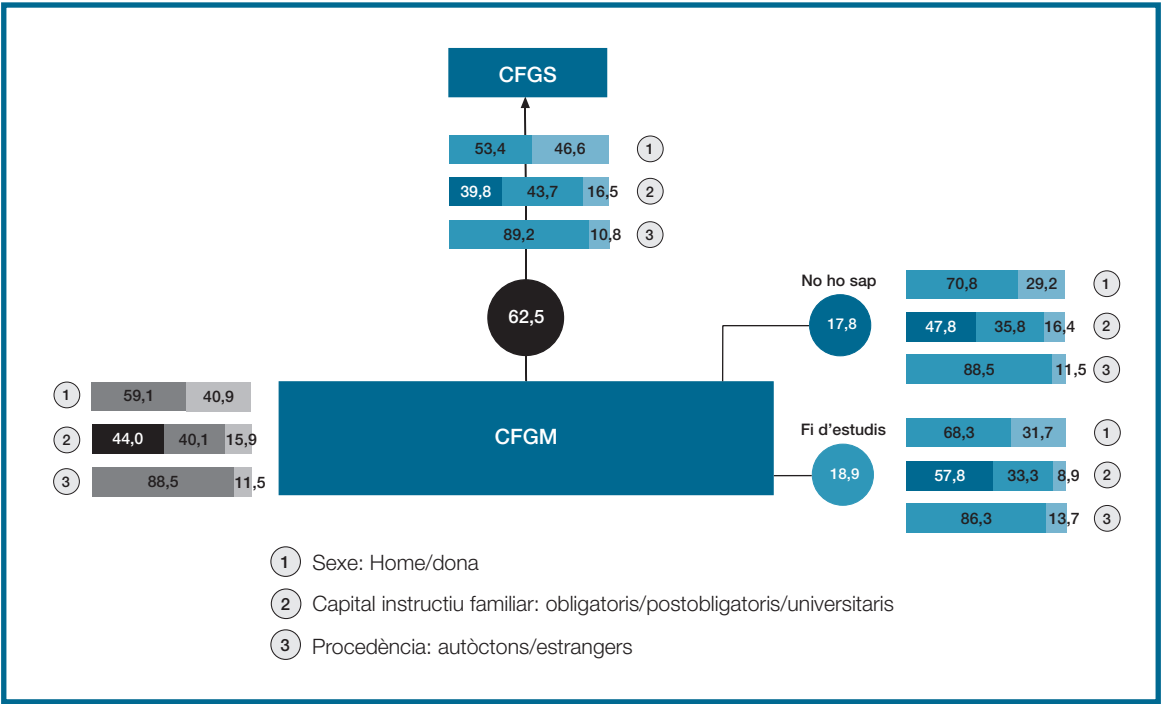 CFGS
53,4 46,6 1
39,8 43,7 16,5 2
89,2 10,8 3
62,5
No ho sap
17,8
70,8 29,2 1
47,8 35,8 16,4 2
88,5 11,5 3
1 59,1 40,9
2 44,0 40,1 15,9
3 88,5 11,5
CFGM
Fi d'estudis
18,9
68,3 31,7 1
57,8 33,3 8,9 2
86,3 13,7 3
1 Sexe: Home/dona
2 Capital instructiu familiar: obligatoris/postobligatoris/universitaris
3 Procedència: autòctons/estrangers